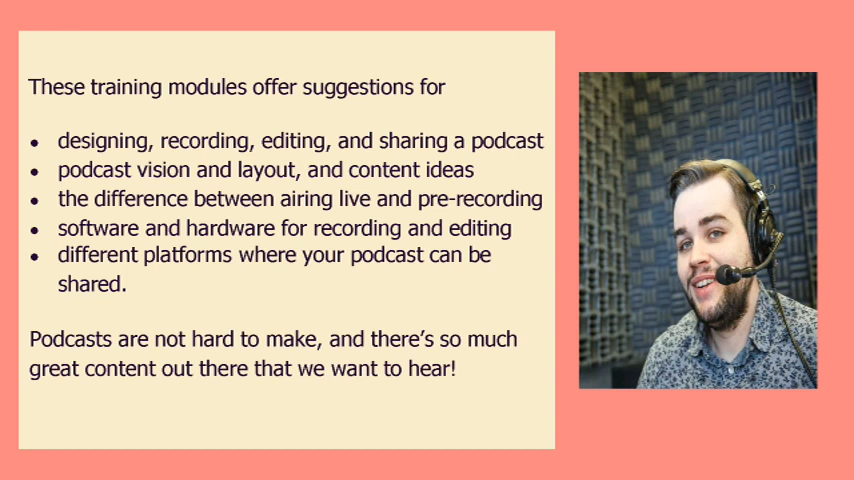 These training modules offer suggestions for
• designing, recording, editing, and sharing a podcast
• podcast vision and layout, and content ideas
• the difference between airing live and pre-recording
• software and hardware for recording and editing
• different platforms where your podcast can be
shared.
Podcasts are not hard to make, and there’s so much
great content out there that we want to hear!